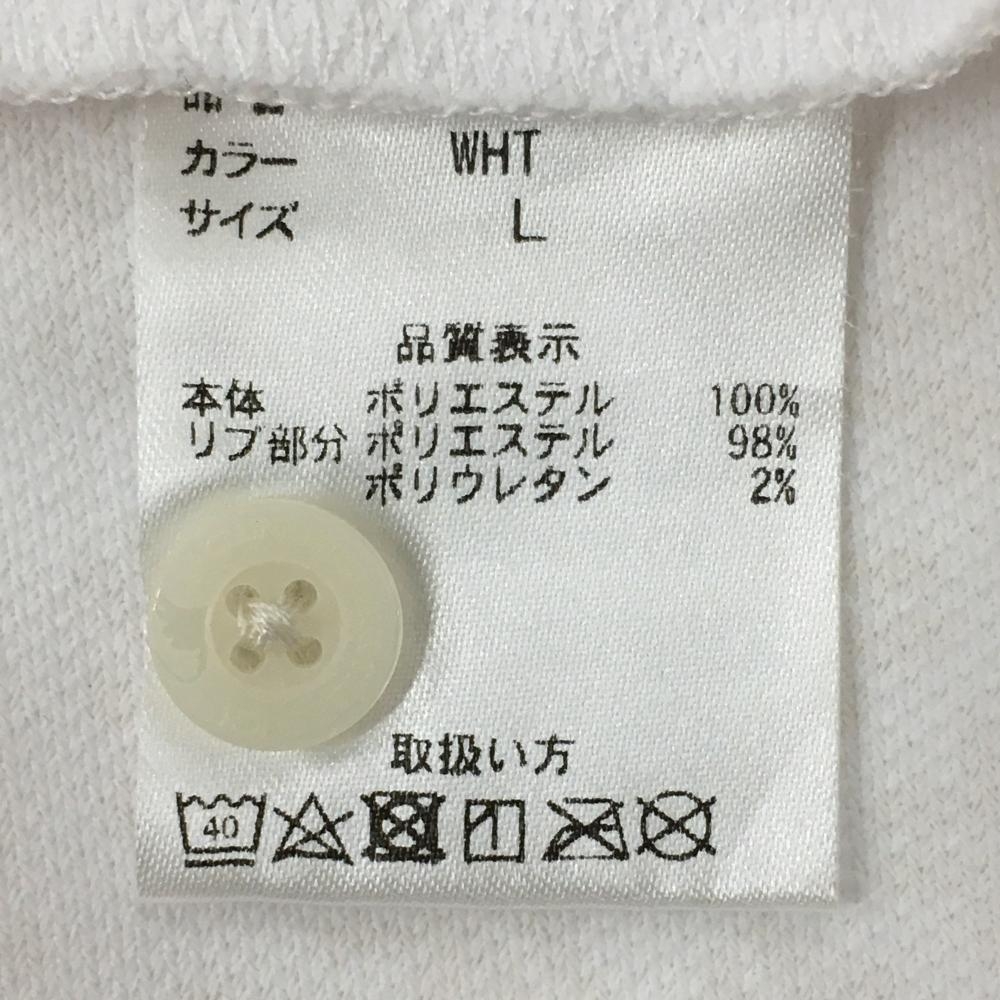 カラー WHT
サイズ L
品質表示
本体 ポリエステル 100%
リブ部分 ポリエステル 98%
ポリウレタン 2%
取扱い方
40